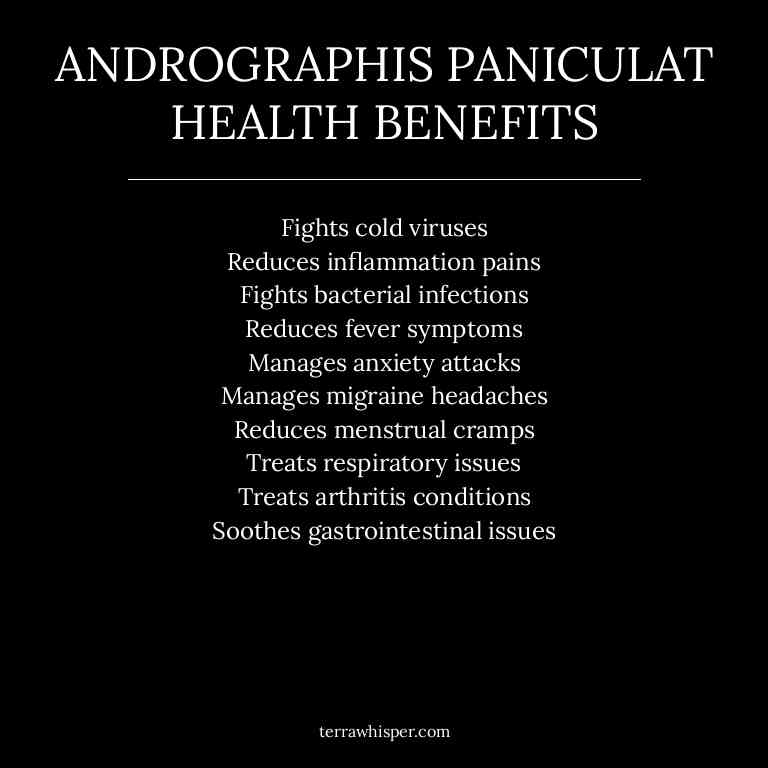 ANDROGRAPHIS PANICULAT
HEALTH BENEFITS
Fights cold viruses
Reduces inflammation pains
Fights bacterial infections
Reduces fever symptoms
Manages anxiety attacks
Manages migraine headaches
Reduces menstrual cramps
Treats respiratory issues
Treats arthritis conditions
Soothes gastrointestinal issues
terrawhisper.com